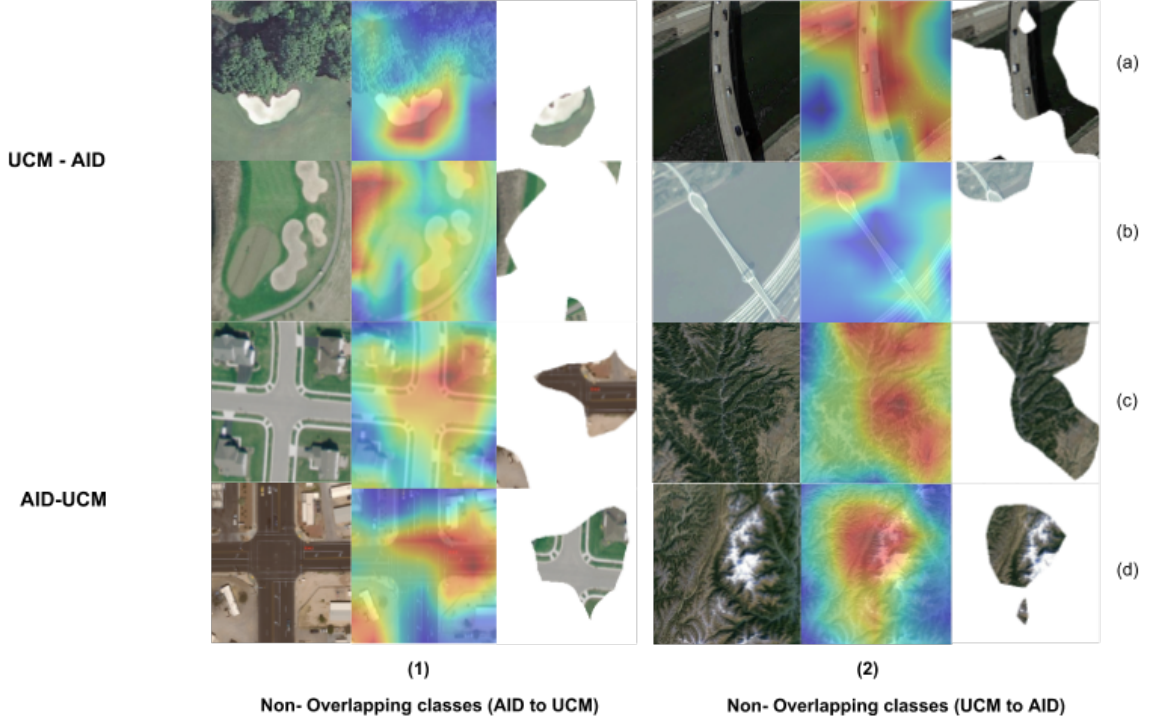 (a)
UCM - AID
(b)
(c)
AID-UCM
(d)
(1)
(2)
Non- Overlapping classes (AID to UCM)
Non- Overlapping classes (UCM to AID)